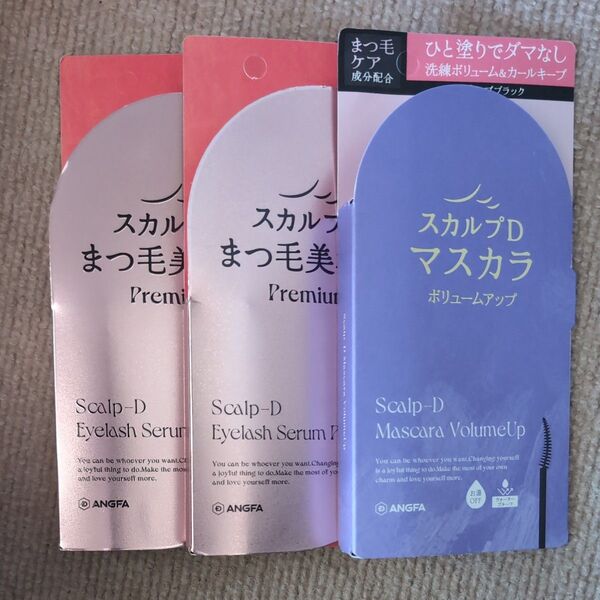 スカルプ
まつ毛美
Premiu
Scalp-D
Eyelash Serum
You can be whoever you want.Changing
a joyful thing to do.Make the most
and love yourself more.
ANGFA
スカルプ
まつ毛美
Premium
Scalp-D
Eyelash Serum P
You can be whoever you want.Changing
a joyful thing to do.Make the most of
and love yourself more.
ANGFA
まつ毛
ケア
成分配合
ひと塗りでダマなし
洗練ボリューム&カールキープ
ブラック
スカルプD
マスカラ
ボリュームアップ
Scalp-D
Mascara VolumeUp
You can be whoever you want.Changing yourself
is a joyful thing to do.Make the most of your own
charm and love yourself more.
ANGFA
お湯
OFF
ウォーター
プルーフ
Scalp-D Mascara VolumeUp